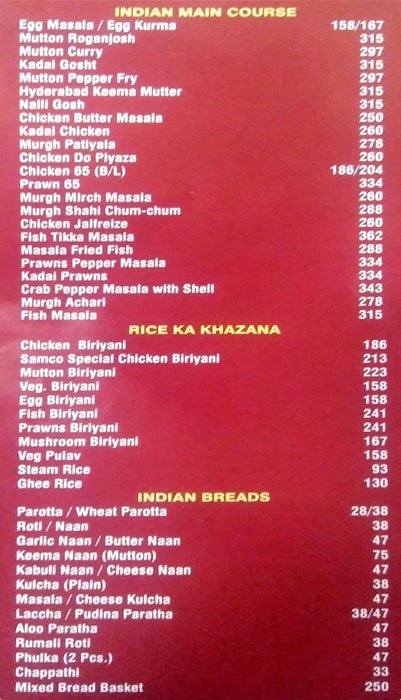 INDIAN MAIN COURSE
Egg Masala / Egg Kurma 158/167
Mutton Roganjosh 315
Mutton Curry 297
Kadai Gosht 315
Mutton Pepper Fry 297
Hyderabad Keema Mutter 315
Nalli Gosh 315
Chicken Butter Masala 250
Kadai Chicken 260
Murgh Patiyala 278
Chicken Do Piyaza 260
Chicken 65 (B/L) 186/204
Prawn 65 334
Murgh Mirch Masala 260
Murgh Shahi Chum-chum 288
Chicken Jalfreize 260
Fish Tikka Masala 362
Masala Fried Fish 288
Prawns Pepper Masala 334
Kadai Prawns 334
Crab Pepper Masala with Shell 343
Murgh Achari 278
Fish Masala 315
RICE KA KHAZANA
Chicken Biriyani 186
Samco Special Chicken Biriyani 213
Mutton Biriyani 223
Veg. Biriyani 158
Egg Biriyani 158
Fish Biriyani 241
Prawns Biriyani 241
Mushroom Biriyani 167
Veg Pulav 158
Steam Rice 93
Ghee Rice 130
INDIAN BREADS
Parotta / Wheat Parotta 28/38
Roti / Naan 38
Garlic Naan / Butter Naan 47
Keema Naan (Mutton) 75
Kabuli Naan / Cheese Naan 47
Kulcha (Plain) 38
Masala / Cheese Kulcha 47
Laccha / Pudina Paratha 38/47
Aloo Paratha 47
Rumali Roti 38
Phulka (2 Pcs.) 47
Chappathi 33
Mixed Bread Basket 250